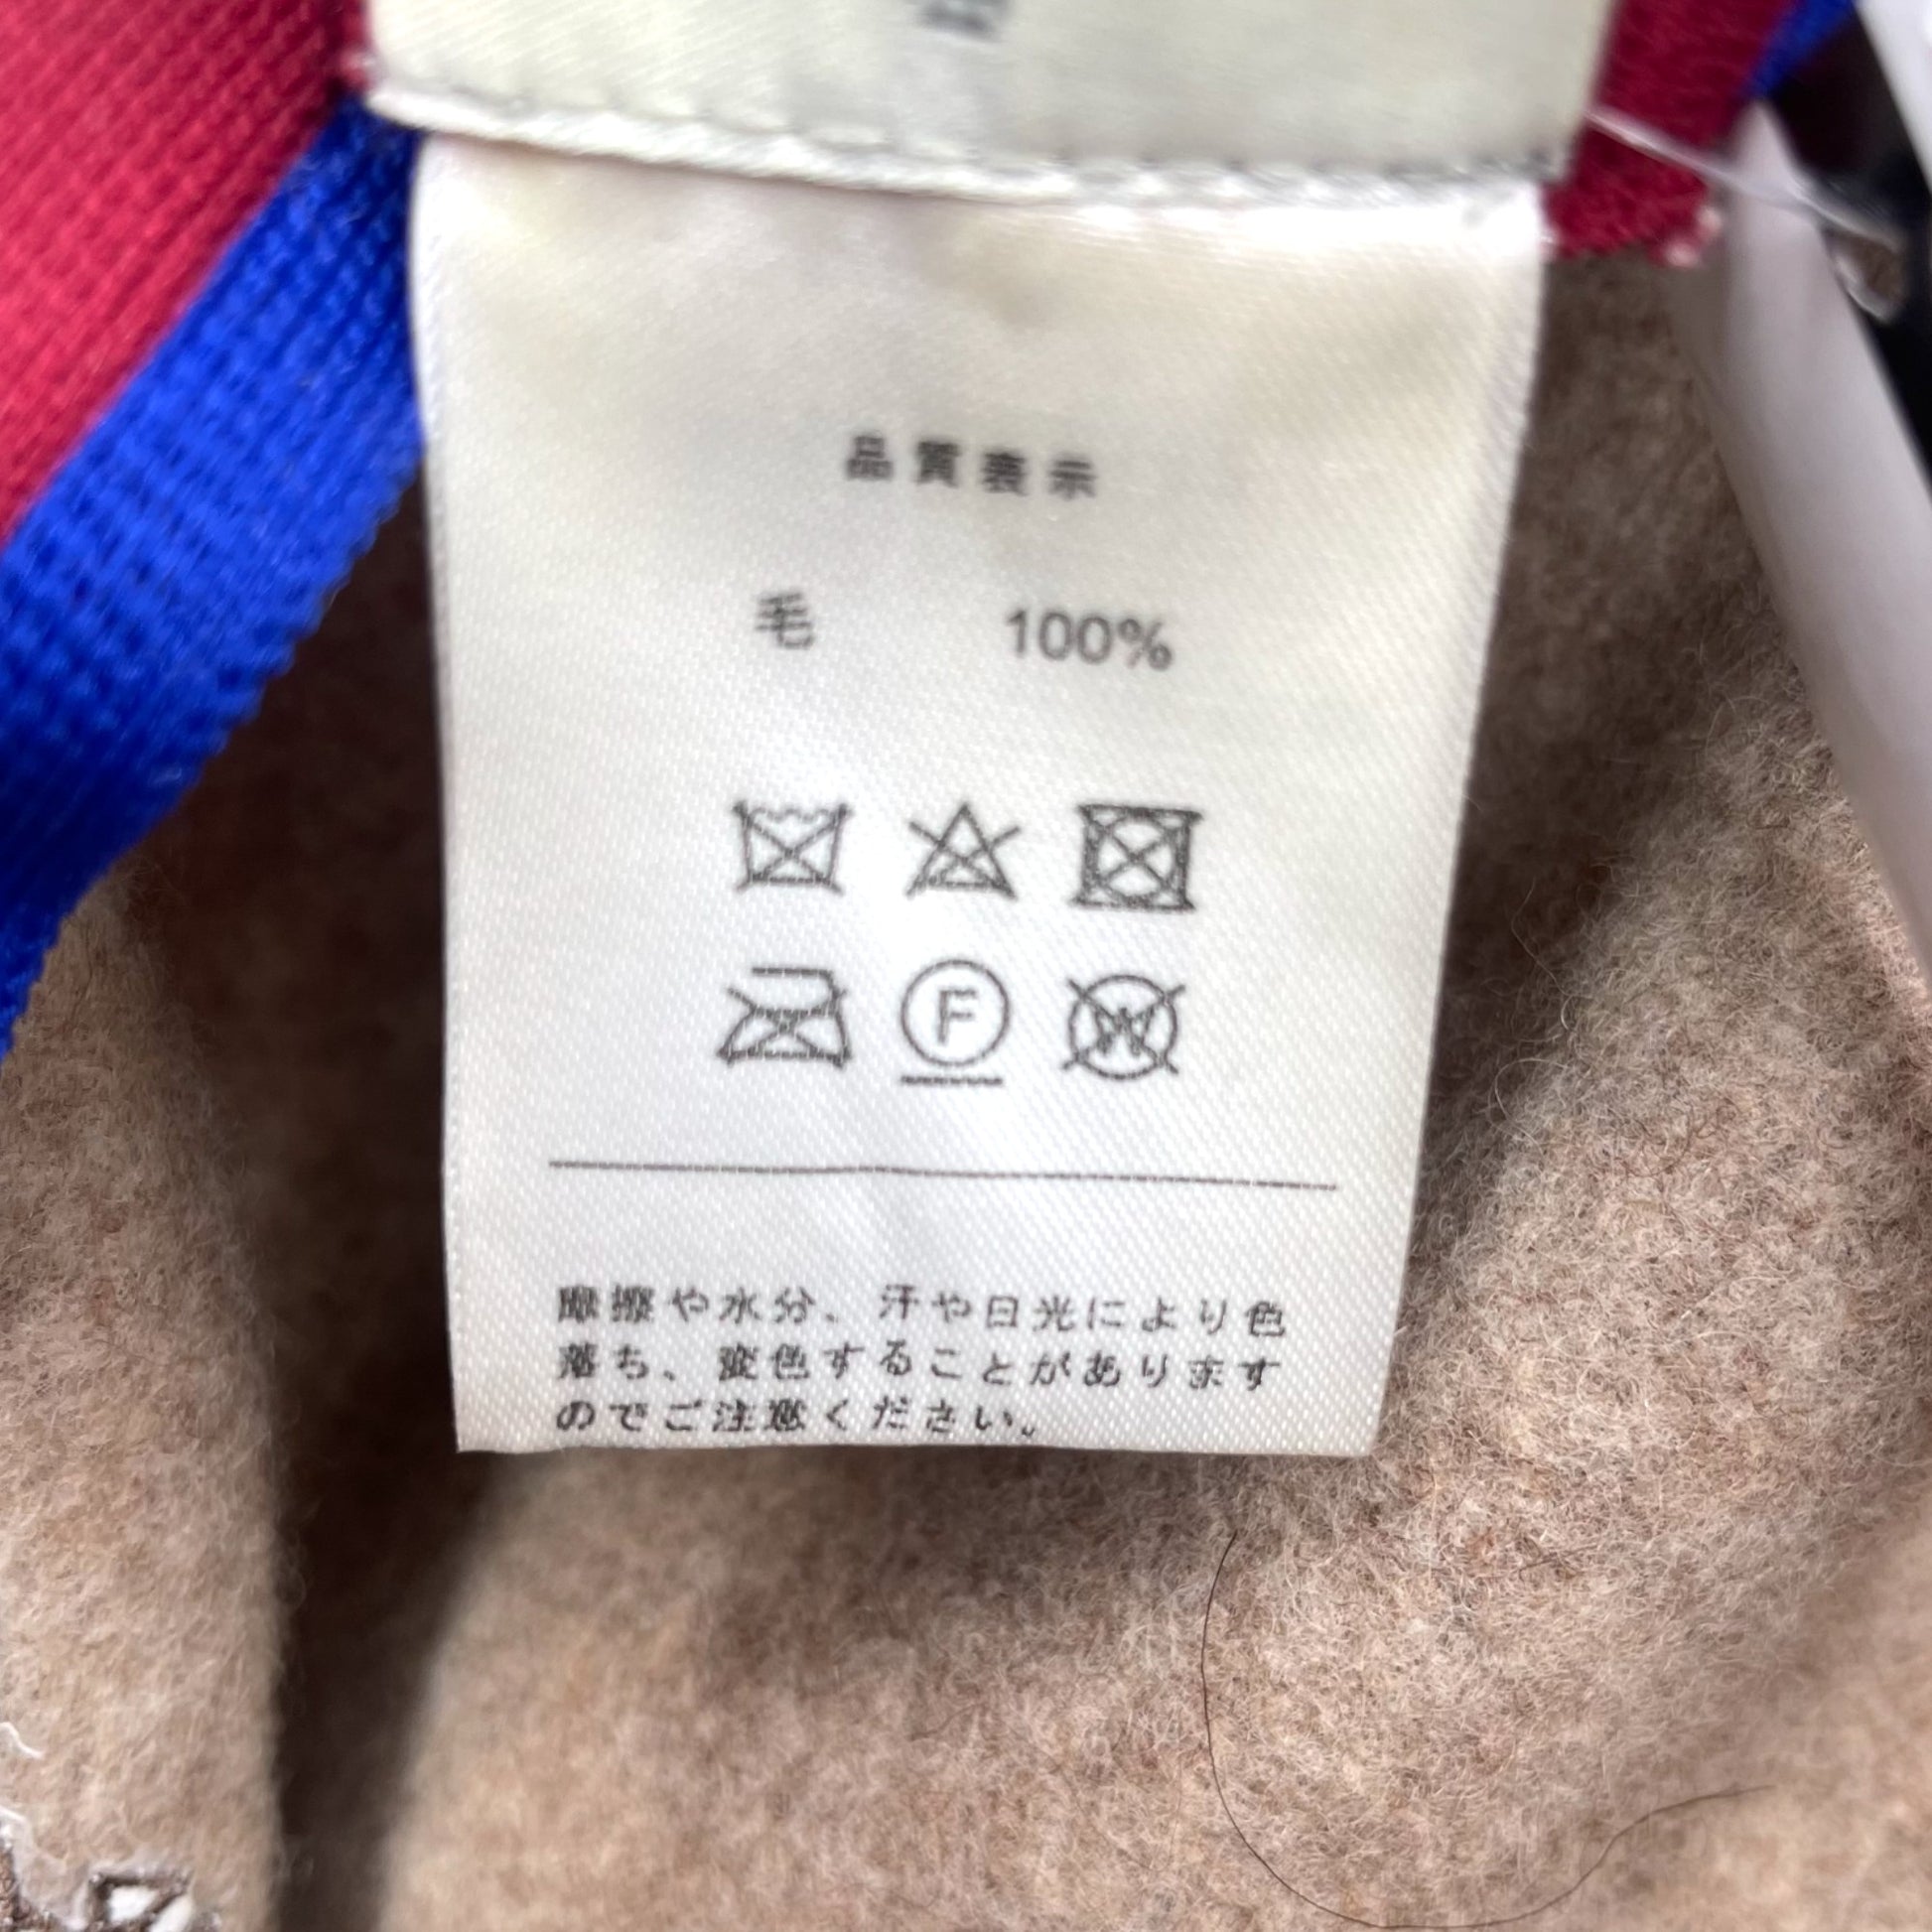 品質表示
毛 100%
F W
摩擦や水分、汗や日光により色
落ち、変色することがあります
のでご注意ください。